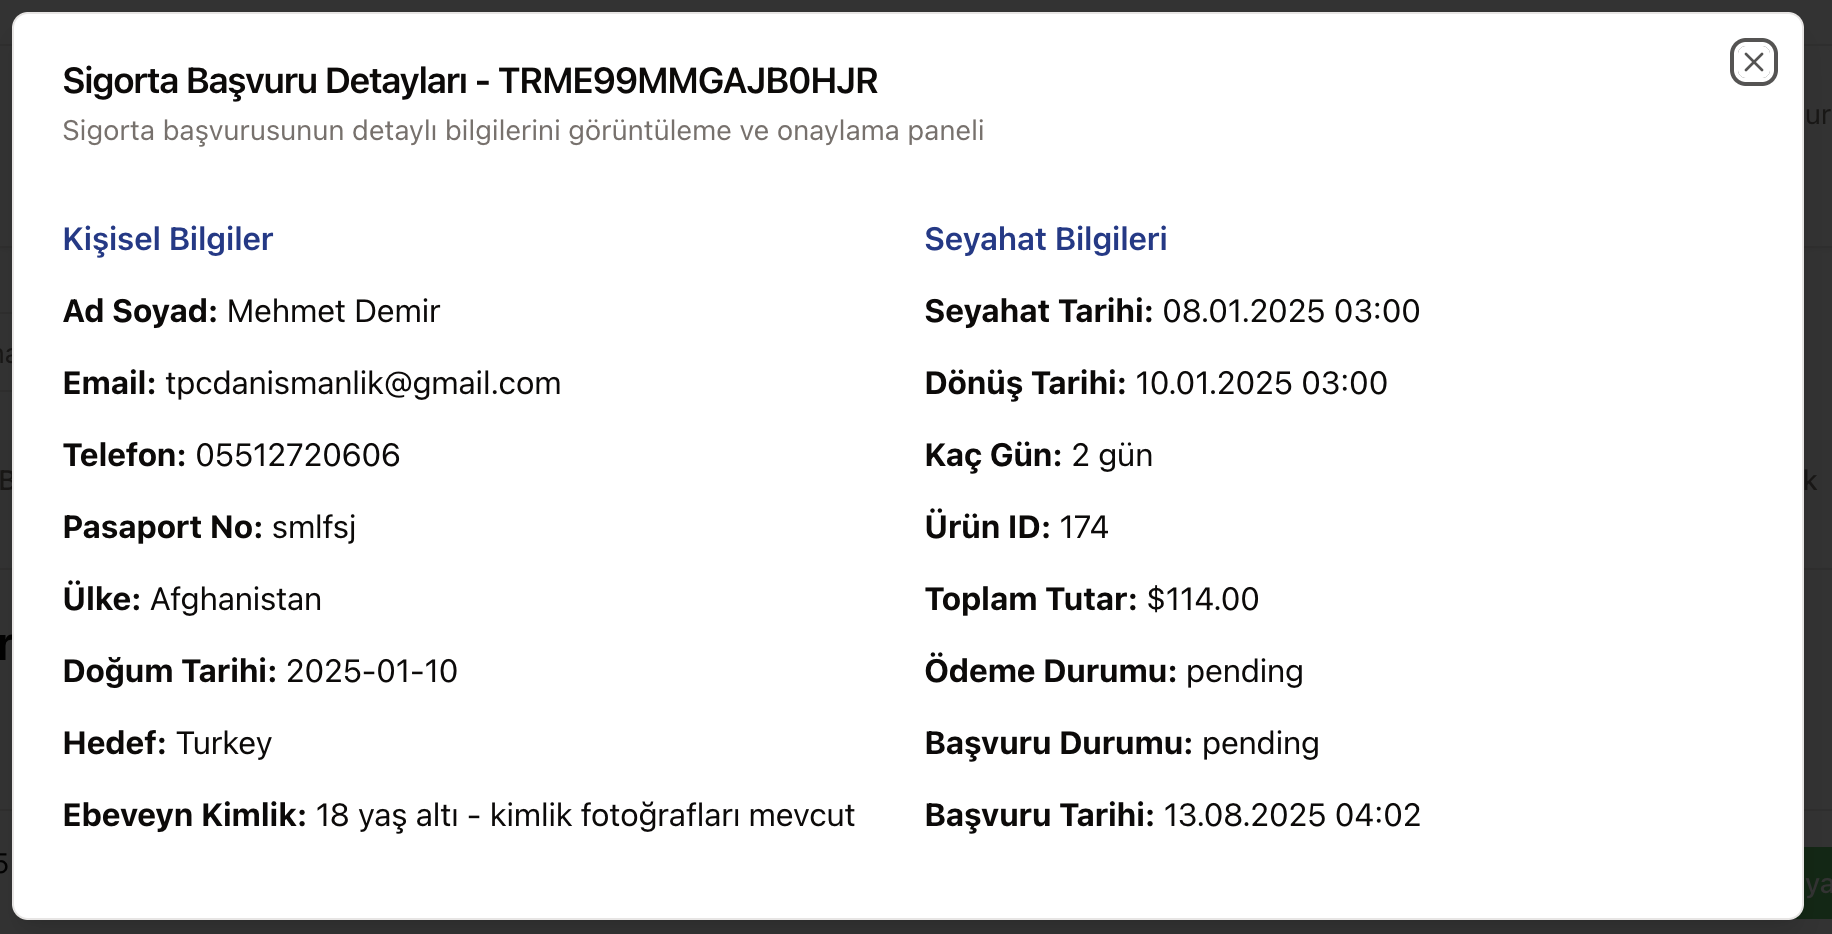 Sigorta Başvuru Detayları - TRME99MMGAJB0HJR
Sigorta başvurusunun detaylı bilgilerini görüntüleme ve onaylama paneli
Kişisel Bilgiler
Ad Soyad: Mehmet Demir
Email: tpcdanismanlik@gmail.com
Telefon: 05512720606
Pasaport No: smlfsj
Ülke: Afghanistan
Doğum Tarihi: 2025-01-10
Hedef: Turkey
Ebeveyn Kimlik: 18 yaş altı - kimlik fotoğrafları mevcut
Seyahat Bilgileri
Seyahat Tarihi: 08.01.2025 03:00
Dönüş Tarihi: 10.01.2025 03:00
Kaç Gün: 2 gün
Ürün ID: 174
Toplam Tutar: $114.00
Ödeme Durumu: pending
Başvuru Durumu: pending
Başvuru Tarihi: 13.08.2025 04:02